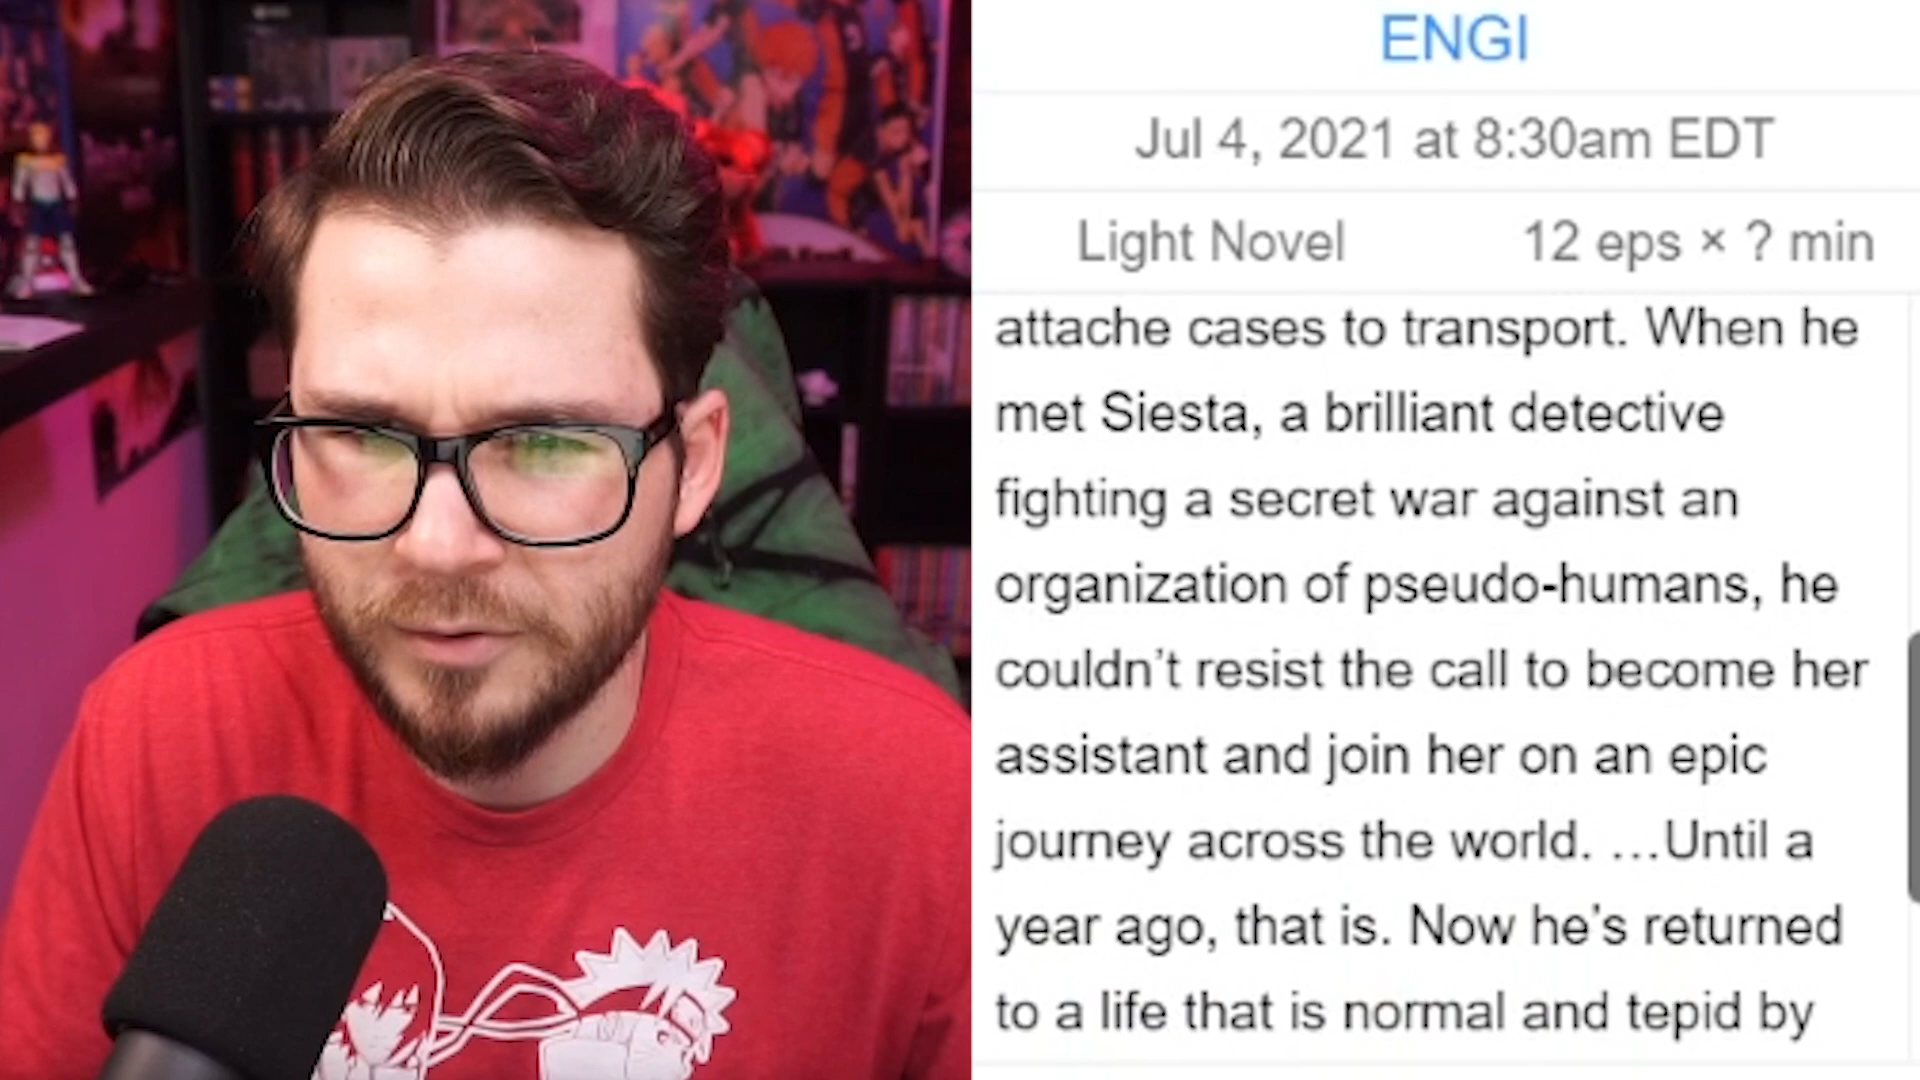 ENGI
Jul 4, 2021 at 8:30am EDT
Light Novel 12 eps × ? min
attache cases to transport. When he
met Siesta, a brilliant detective
fighting a secret war against an
organization of pseudo-humans, he
couldn’t resist the call to become her
assistant and join her on an epic
journey across the world. …Until a
year ago, that is. Now he’s returned
to a life that is normal and tepid by